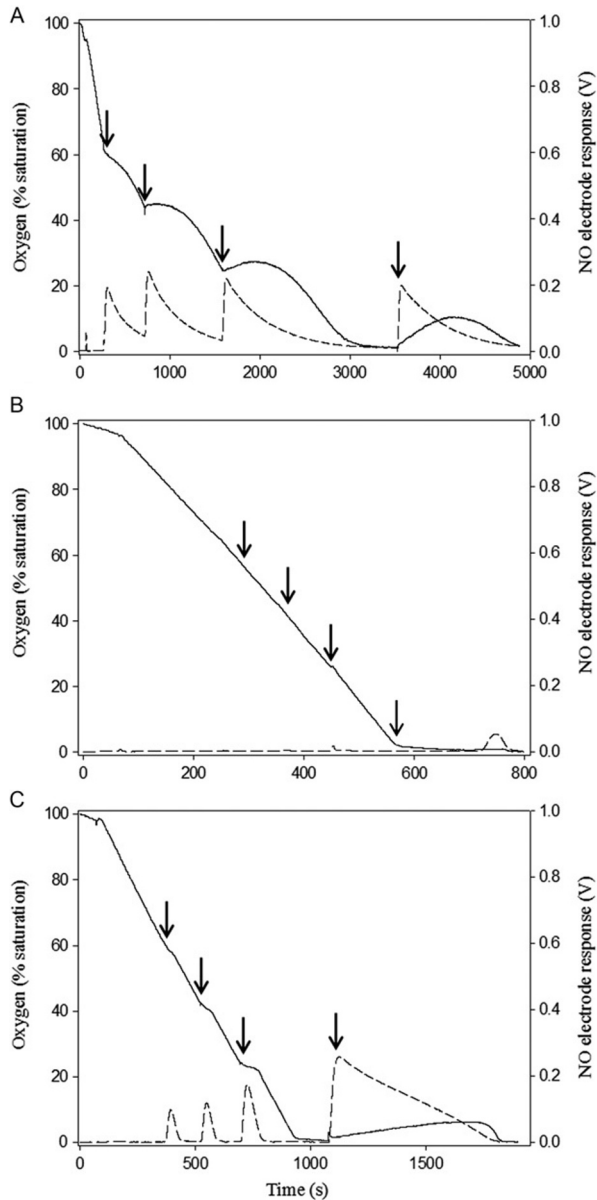 A
Oxygen (% saturation)
100
80
60
40
20
0
1.0
0.8
0.6
0.4
0.2
0.0
NO electrode response (V)
0 1000 2000 3000 4000 5000
B
Oxygen (% saturation)
100
80
60
40
20
0
1.0
0.8
0.6
0.4
0.2
0.0
NO electrode response (V)
0 200 400 600 800
C
Oxygen (% saturation)
100
80
60
40
20
0
1.0
0.8
0.6
0.4
0.2
0.0
NO electrode response (V)
0 500 1000 1500
Time (s)